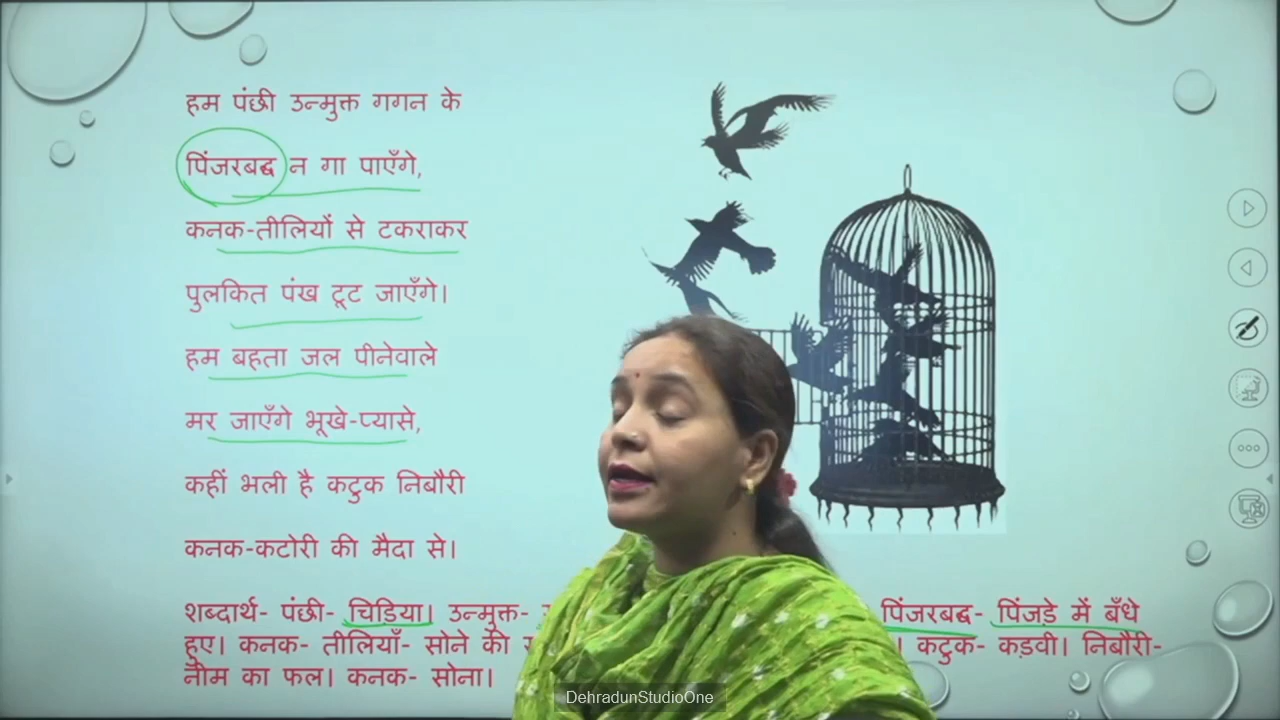 हम पंछी उन्मुक्त गगन के
पिंजरबद्ध न गा पाएँगे,
कनक-तीलियों से टकराकर
पुलकित पंख टूट जाएँगे।
हम बहता जल पीनेवाले
मर जाएँगे भूखे-प्यासे,
कहीं भली है कटुक निबौरी
कनक-कटोरी की मैदा से।
शब्दार्थ- पंछी- चिड़िया। उन्मुक्त- पिंजरबद्ध- पिंजड़े में बँधे
हुए। कनक- तीलियाँ- सोने की । कटुक- कड़वी। निबौरी-
नीम का फल। कनक- सोना।
DehradunStudioOne